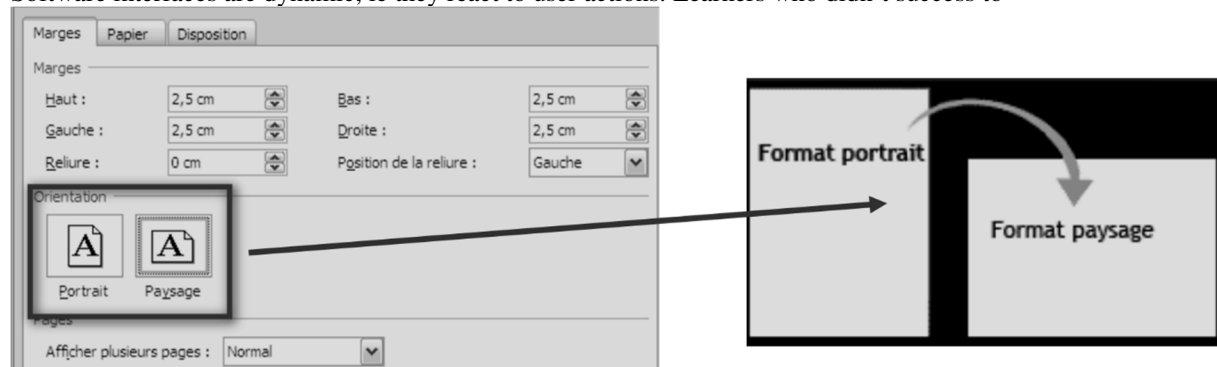 Software interfaces are dynamic, ie they react to user actions. Learners who didn't success to
Marges Papier Disposition
Marges
Haut : 2,5 cm Bas : 2,5 cm
Gauche : 2,5 cm Droite : 2,5 cm
Reliure : 0 cm Position de la reliure : Gauche
Orientation
A A
Portrait Paysage
Pages
Afficher plusieurs pages : Normal
Format portrait
Format paysage